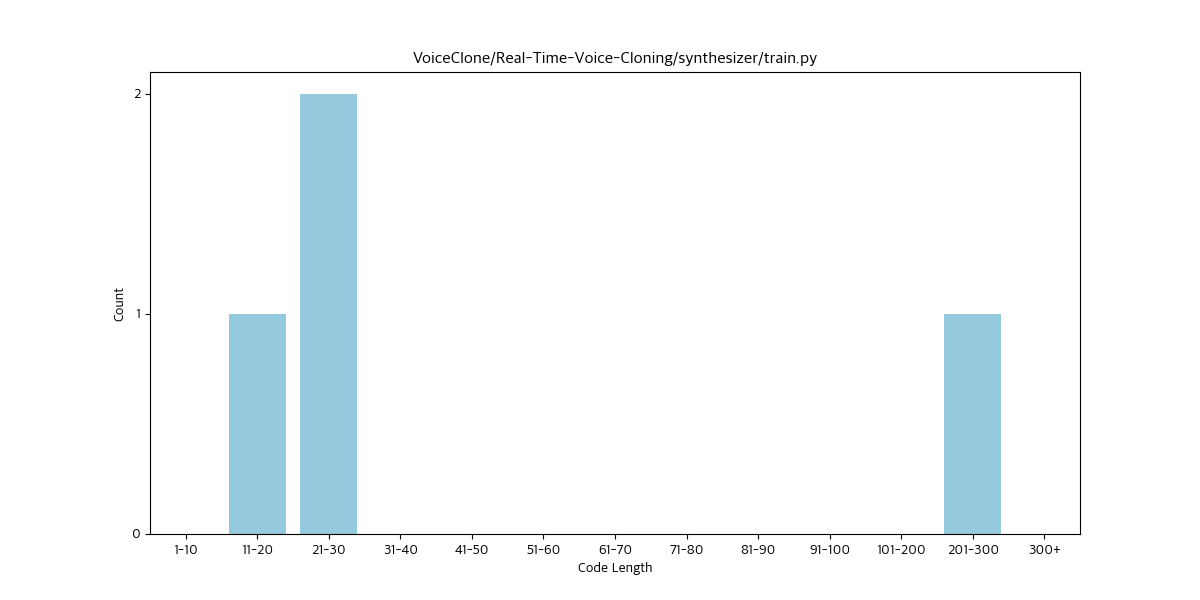 VoiceClone/Real-Time-Voice-Cloning/synthesizer/train.py
2
1
0
Count
1-10 11-20 21-30 31-40 41-50 51-60 61-70 71-80 81-90 91-100 101-200 201-300 300+
Code Length